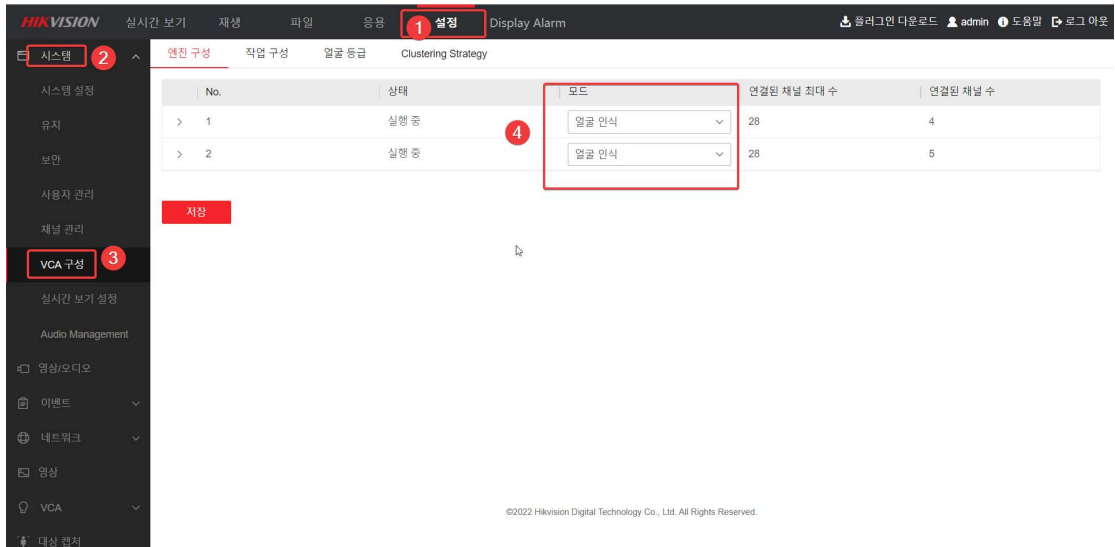 HIKVISION 실시간 보기 재생 파일 응용 1 설정 Display Alarm 플러그인 다운로드 admin 도움말 로그 아웃
시스템 2 엔진 구성 작업 구성 얼굴 등급 Clustering Strategy
시스템 설정
No. 상태 모드 연결된 채널 최대 수 연결된 채널 수
유지
1 실행 중 얼굴 인식 28 4
4
보안
2 실행 중 얼굴 인식 28 5
사용자 관리
저장
채널 관리
VCA 구성 3
실시간 보기 설정
Audio Management
영상/오디오
이벤트
네트워크
영상
VCA
©2022 Hikvision Digital Technology Co., Ltd. All Rights Reserved.
대상 캡처